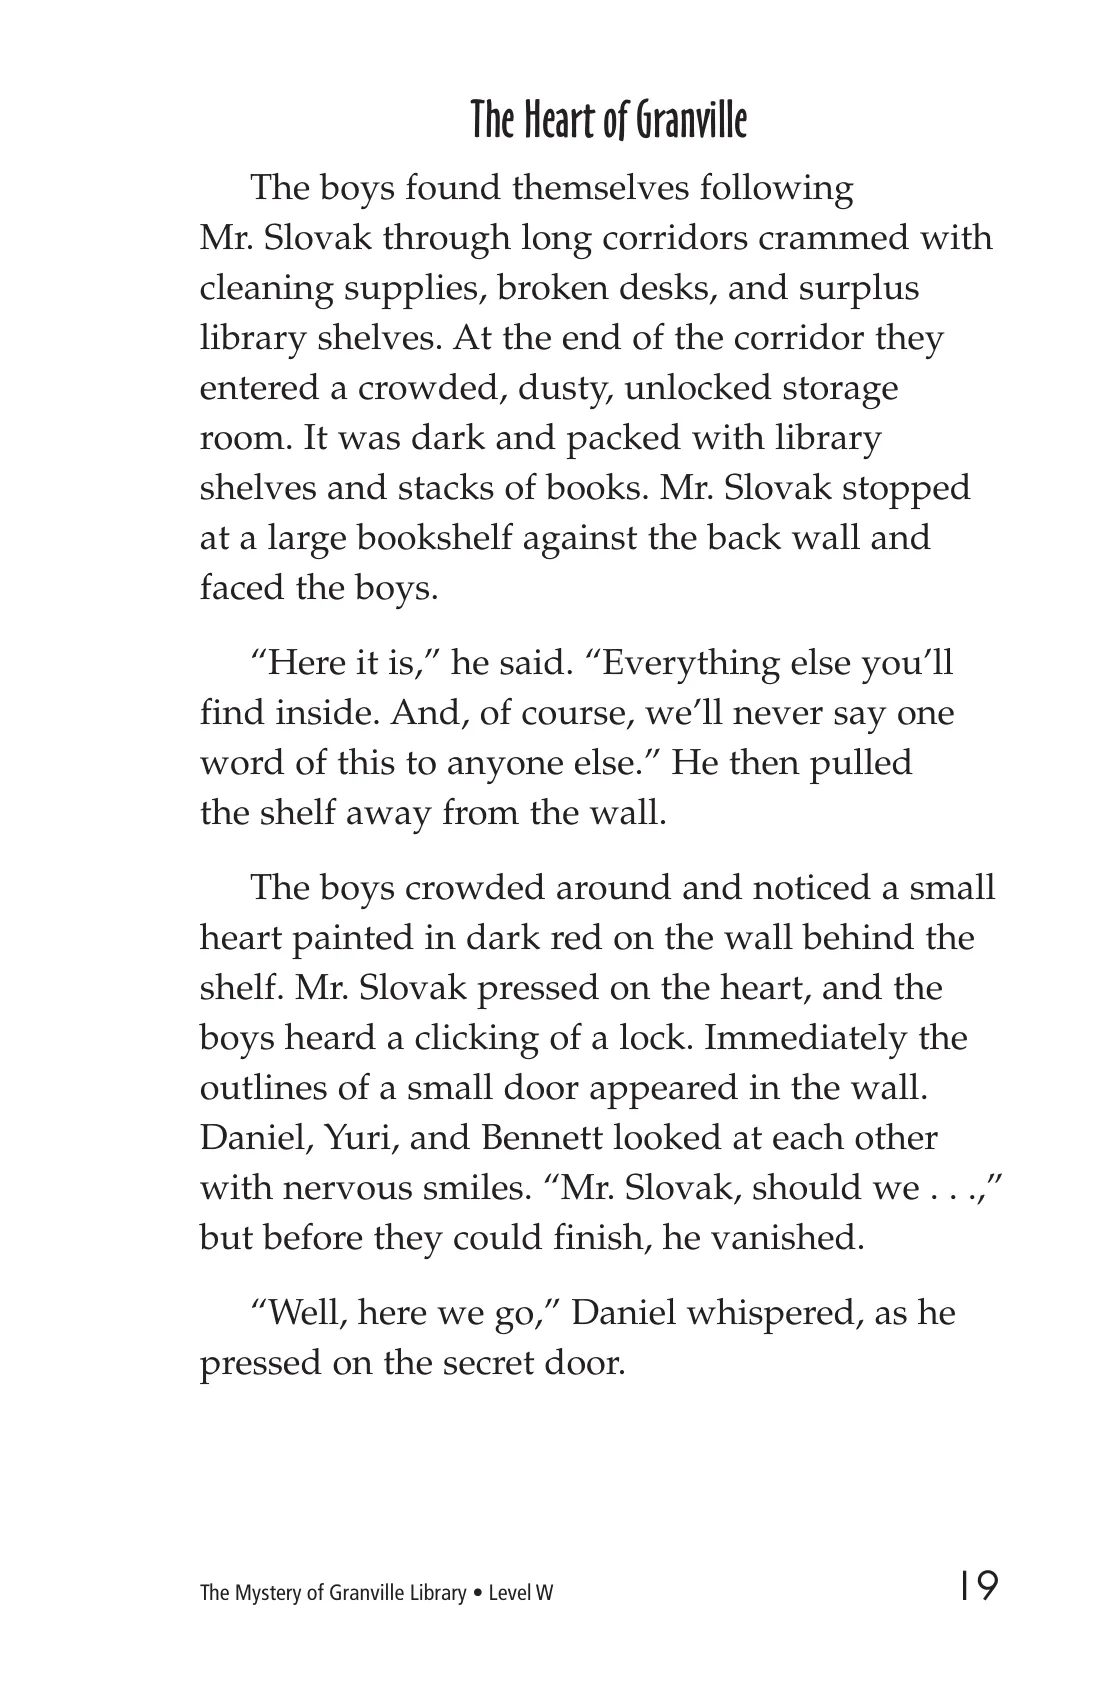 The Heart of Granville
The boys found themselves following
Mr. Slovak through long corridors crammed with
cleaning supplies, broken desks, and surplus
library shelves. At the end of the corridor they
entered a crowded, dusty, unlocked storage
room. It was dark and packed with library
shelves and stacks of books. Mr. Slovak stopped
at a large bookshelf against the back wall and
faced the boys.
“Here it is,” he said. “Everything else you’ll
find inside. And, of course, we’ll never say one
word of this to anyone else.” He then pulled
the shelf away from the wall.
The boys crowded around and noticed a small
heart painted in dark red on the wall behind the
shelf. Mr. Slovak pressed on the heart, and the
boys heard a clicking of a lock. Immediately the
outlines of a small door appeared in the wall.
Daniel, Yuri, and Bennett looked at each other
with nervous smiles. “Mr. Slovak, should we . . .,”
but before they could finish, he vanished.
“Well, here we go,” Daniel whispered, as he
pressed on the secret door.
The Mystery of Granville Library • Level W
19